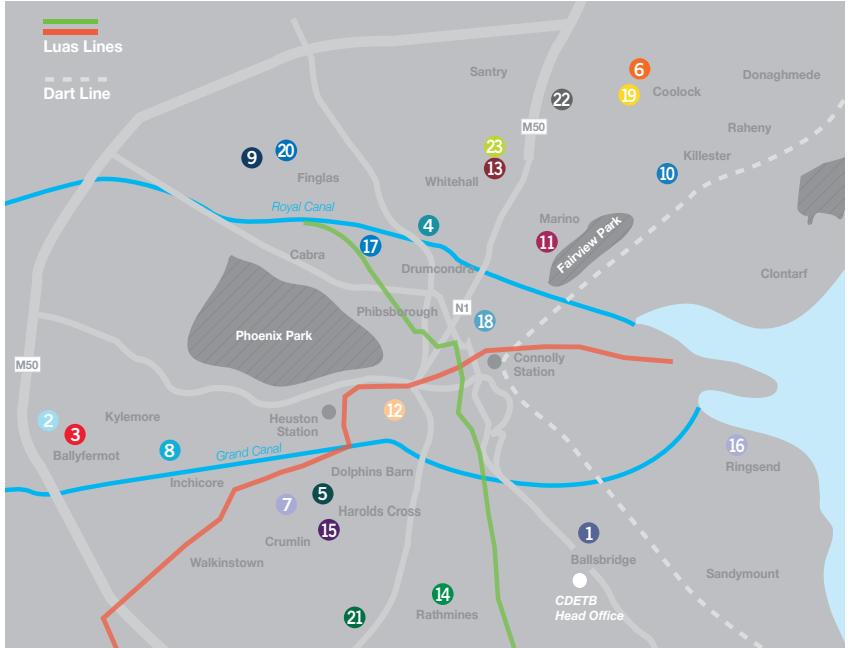 Luas Lines
Dart Line
Santry
6
Donaghmede
22
19
Coolock
M50
Raheny
23
9
20
Killester
13
10
Finglas
Whitehall
Royal Canal
4
Marino
17
11
Fairview Park
Cabra
Drumcondra
Clontarf
N1
Phibsborough
18
Phoenix Park
M50
Connolly
Station
12
Kylemore
Heuston
Station
2
3
8
Grand Canal
16
Ballyfermot
Ringsend
Inchicore
Dolphins Barn
5
7
Harolds Cross
15
1
Crumlin
Walkinstown
Ballsbridge
Sandymount
14
CDETB
Head Office
21
Rathmines